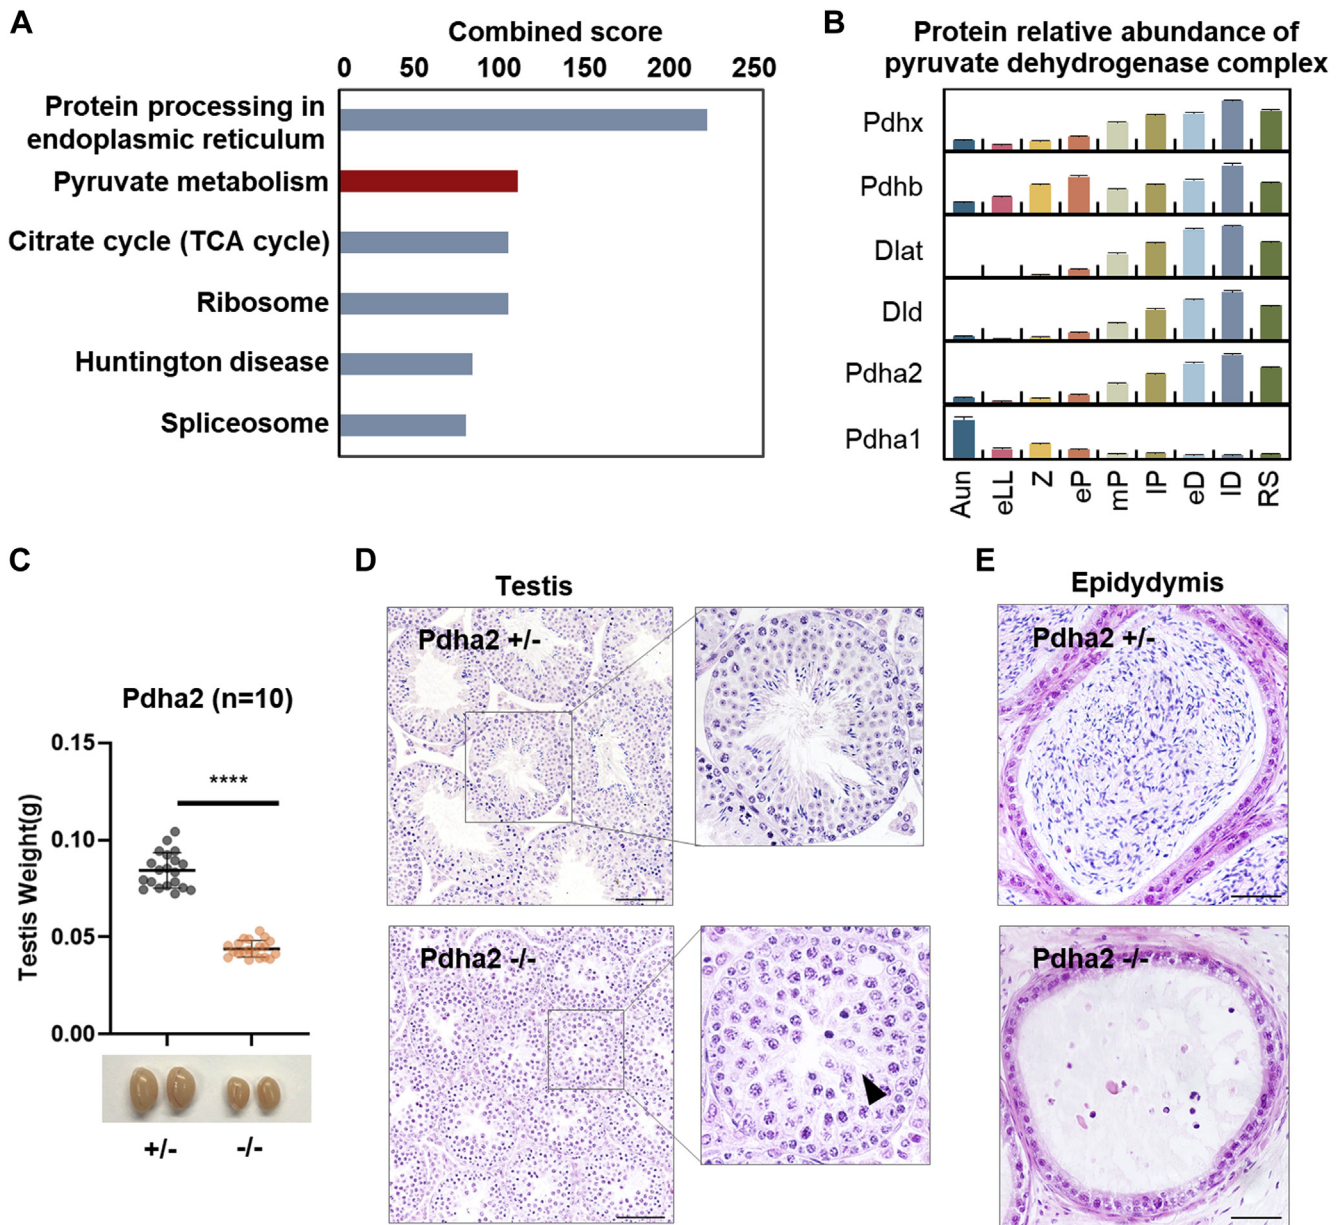 A
Combined score
0 50 100 150 200 250
Protein processing in
endoplasmic reticulum
Pyruvate metabolism
Citrate cycle (TCA cycle)
Ribosome
Huntington disease
Spliceosome
B
Protein relative abundance of
pyruvate dehydrogenase complex
Pdhx
Pdhb
Dlat
Dld
Pdha2
Pdha1
Aun eLL Z eP mP lP eD lD RS
C
Pdha2 (n=10)
Testis Weight(g)
0.15
0.10
0.05
0.00
****
+/- -/-
D
Testis
Pdha2 +/-
Pdha2 -/-
E
Epidydymis
Pdha2 +/-
Pdha2 -/-